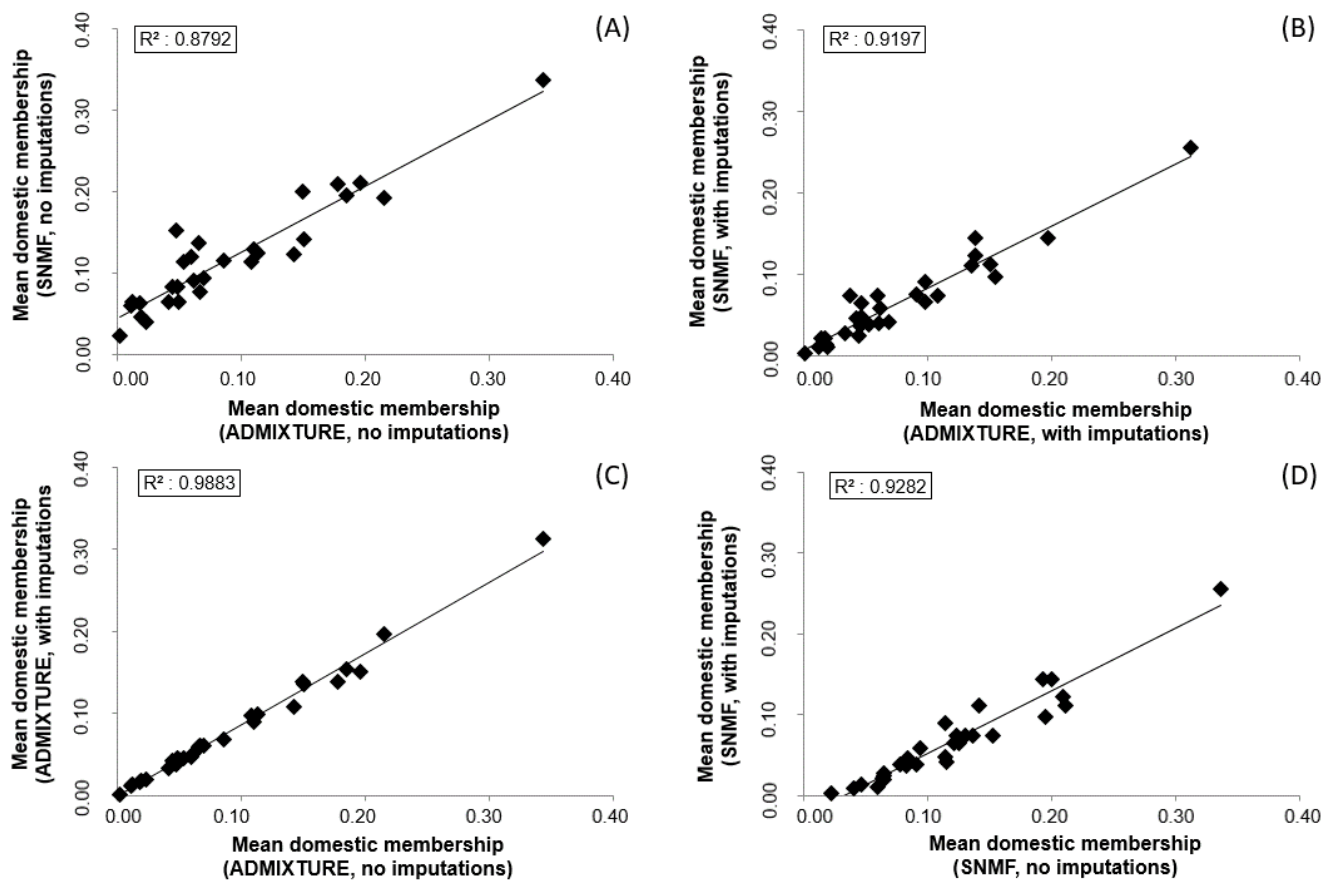 (A)
R² : 0.8792
Mean domestic membership
(SNMF, no imputations)
0.00 0.10 0.20 0.30 0.40
0.00 0.10 0.20 0.30 0.40
Mean domestic membership
(ADMIXTURE, no imputations)
(B)
R² : 0.9197
Mean domestic membership
(SNMF, with imputations)
0.00 0.10 0.20 0.30 0.40
0.00 0.10 0.20 0.30 0.40
Mean domestic membership
(ADMIXTURE, with imputations)
(C)
R² : 0.9883
Mean domestic membership
(ADMIXTURE, with imputations
0.00 0.10 0.20 0.30 0.40
0.00 0.10 0.20 0.30 0.40
Mean domestic membership
(ADMIXTURE, no imputations)
(D)
R² : 0.9282
Mean domestic membership
(SNMF, with imputations)
0.00 0.10 0.20 0.30 0.40
0.00 0.10 0.20 0.30 0.40
Mean domestic membership
(SNMF, no imputations)